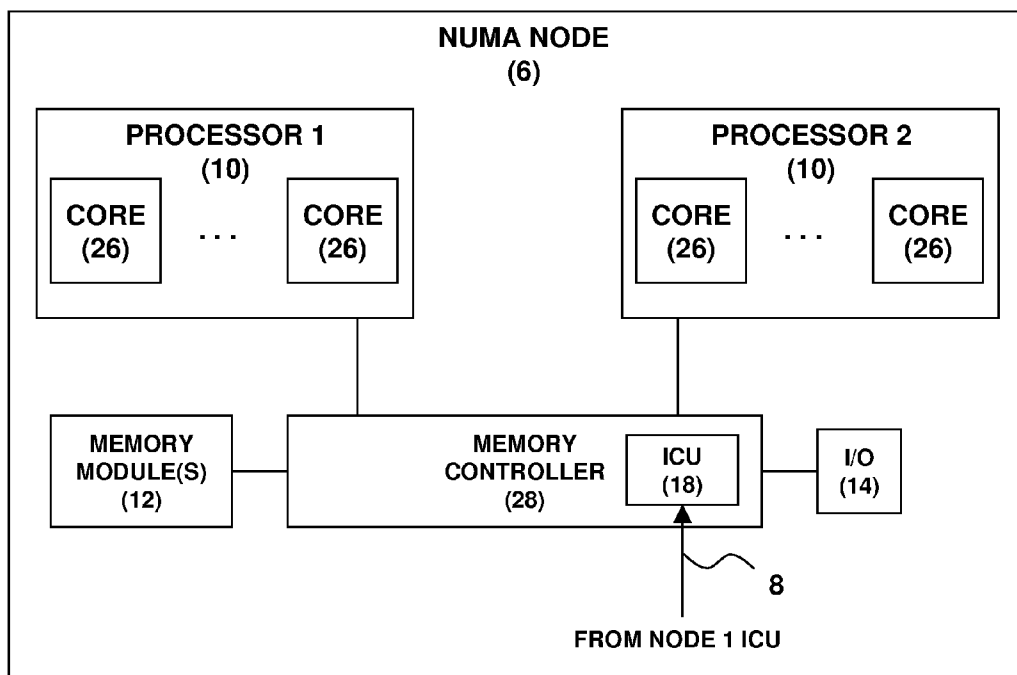 NUMA NODE
(6)
PROCESSOR 1
(10)
CORE
(26)
. . .
CORE
(26)
PROCESSOR 2
(10)
CORE
(26)
. . .
CORE
(26)
MEMORY
MODULE(S)
(12)
MEMORY
CONTROLLER
(28)
ICU
(18)
I/O
(14)
8
FROM NODE 1 ICU